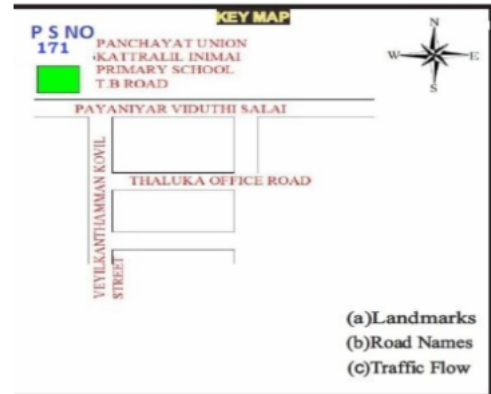 KEY MAP
P S NO
171
PANCHAYAT UNION
KATTRALIL INIMAI
PRIMARY SCHOOL
T.B ROAD
N
W
E
S
PAYANIYAR VIDUTHI SALAI
VEYILKANTHAMMAN KOVIL
STREET
THALUKA OFFICE ROAD
(a)Landmarks
(b)Road Names
(c)Traffic Flow